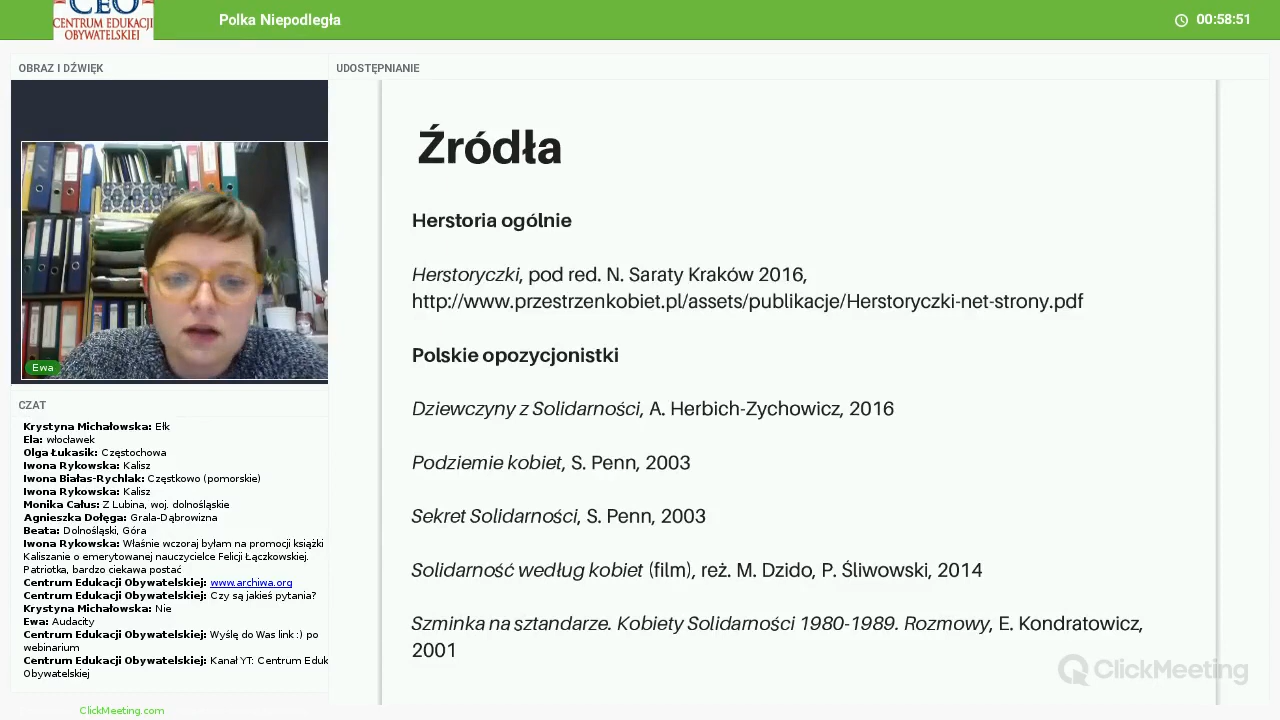 CEO
CENTRUM EDUKACJI
OBYWATELSKIEJ
Polka Niepodległa
00:58:51
OBRAZ I DŹWIĘK
UDOSTĘPNIANIE
Ewa
CZAT
Krystyna Michałowska: Ełk
Ela: włocławek
Olga Łukasik: Częstochowa
Iwona Rykowska: Kalisz
Iwona Białas-Rychlak: Częstkowo (pomorskie)
Iwona Rykowska: Kalisz
Monika Całus: Z Lubina, woj. dolnośląskie
Agnieszka Dołęga: Grala-Dąbrowizna
Beata: Dolnośląski, Góra
Iwona Rykowska: Właśnie wczoraj byłam na promocji książki
Kaliszanie o emerytowanej nauczycielce Felicji Łączkowskiej.
Patriotka, bardzo ciekawa postać
Centrum Edukacji Obywatelskiej: www.archiwa.org
Centrum Edukacji Obywatelskiej: Czy są jakieś pytania?
Krystyna Michałowska: Nie
Ewa: Audacity
Centrum Edukacji Obywatelskiej: Wyślę do Was link :) po
webinarium
Centrum Edukacji Obywatelskiej: Kanał YT: Centrum Eduk
Obywatelskiej
ClickMeeting.com
Źródła
Herstoria ogólnie
Herstoryczki, pod red. N. Saraty Kraków 2016,
http://www.przestrzenkobiet.pl/assets/publikacje/Herstoryczki-net-strony.pdf
Polskie opozycjonistki
Dziewczyny z Solidarności, A. Herbich-Zychowicz, 2016
Podziemie kobiet, S. Penn, 2003
Sekret Solidarności, S. Penn, 2003
Solidarność według kobiet (film), reż. M. Dzido, P. Śliwowski, 2014
Szminka na sztandarze. Kobiety Solidarności 1980-1989. Rozmowy, E. Kondratowicz,
2001
ClickMeeting